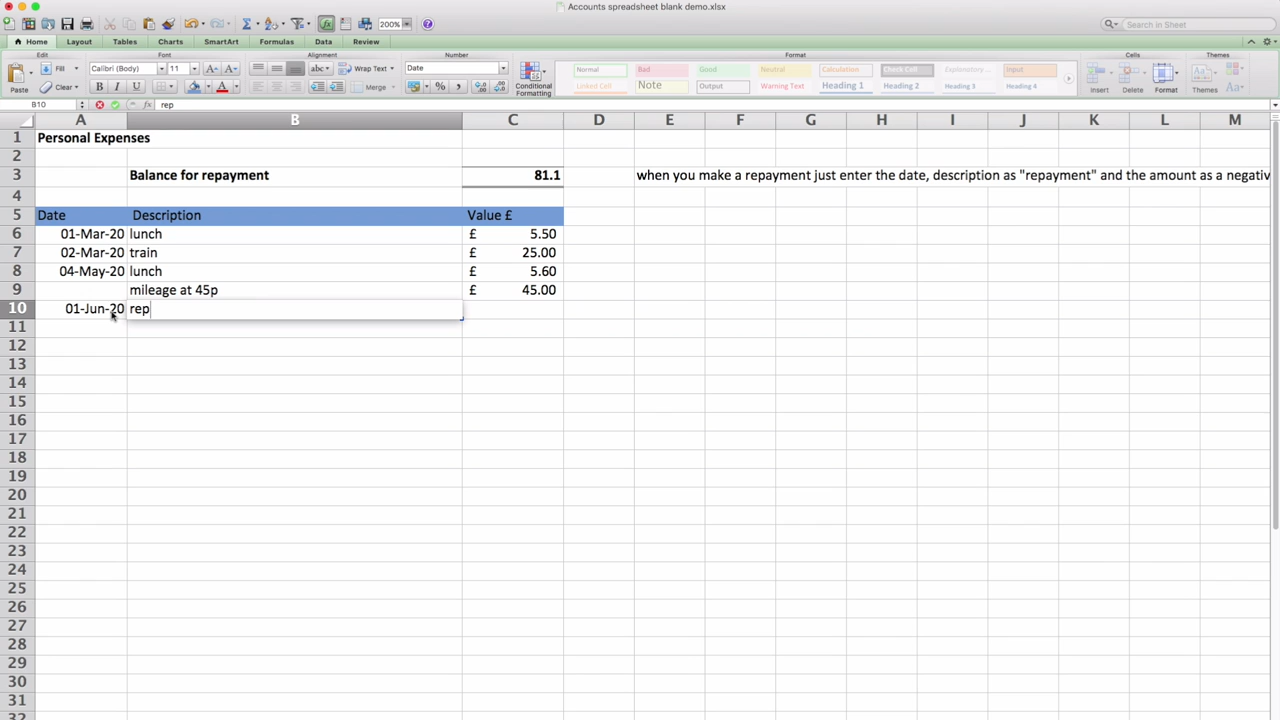 Accounts spreadsheet blank demo.xlsx
200%
Search in Sheet
Home Layout Tables Charts SmartArt Formulas Data Review
Edit Font Alignment Number Format Cells Themes
Paste Fill Calibri (Body) 11 A A abc Wrap Text Date Conditional Formatting Normal Bad Good Neutral Calculation Check Cell Explanatory... Input Insert Delete Format Themes Aa
Clear B I U A Merge % , Linked Cell Note Output Warning Text Heading 1 Heading 2 Heading 3 Heading 4
B10 fx rep
A B C D E F G H I J K L M
1 Personal Expenses
2
3 Balance for repayment 81.1 when you make a repayment just enter the date, description as "repayment" and the amount as a negativ
4
5 Date Description Value £
6 01-Mar-20 lunch £ 5.50
7 02-Mar-20 train £ 25.00
8 04-May-20 lunch £ 5.60
9 mileage at 45p £ 45.00
10 01-Jun-20 rep
11
12
13
14
15
16
17
18
19
20
21
22
23
24
25
26
27
28
29
30
31
32